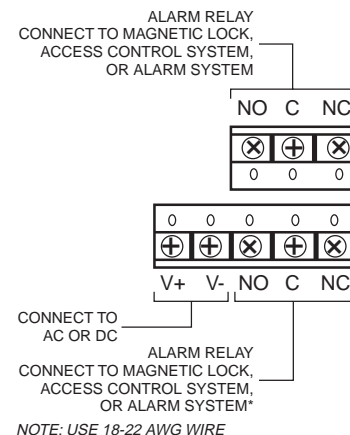 ALARM RELAY
CONNECT TO MAGNETIC LOCK,
ACCESS CONTROL SYSTEM,
OR ALARM SYSTEM
NO C NC
0 0 0
0 0 0 0 0
V+ V- NO C NC
CONNECT TO
AC OR DC
ALARM RELAY
CONNECT TO MAGNETIC LOCK,
ACCESS CONTROL SYSTEM,
OR ALARM SYSTEM*
NOTE: USE 18-22 AWG WIRE